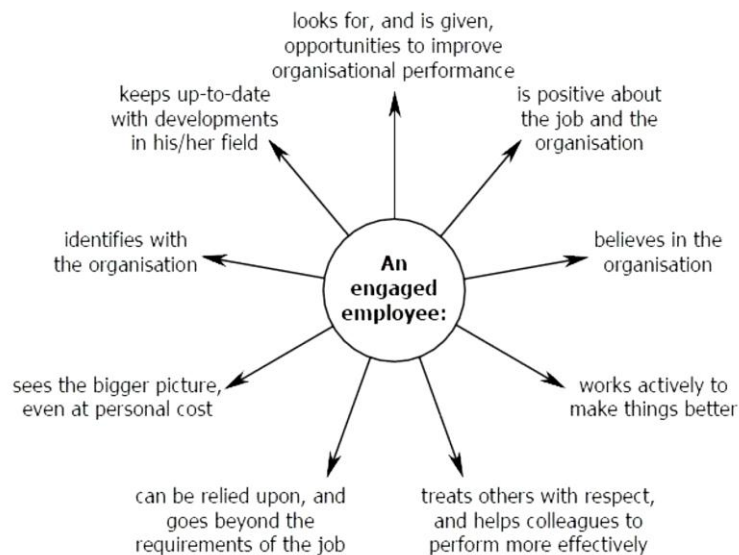 looks for, and is given,
opportunities to improve
organisational performance
is positive about
the job and the
organisation
believes in the
organisation
works actively to
make things better
treats others with respect,
and helps colleagues to
perform more effectively
can be relied upon, and
goes beyond the
requirements of the job
sees the bigger picture,
even at personal cost
identifies with
the organisation
keeps up-to-date
with developments
in his/her field
An
engaged
employee: